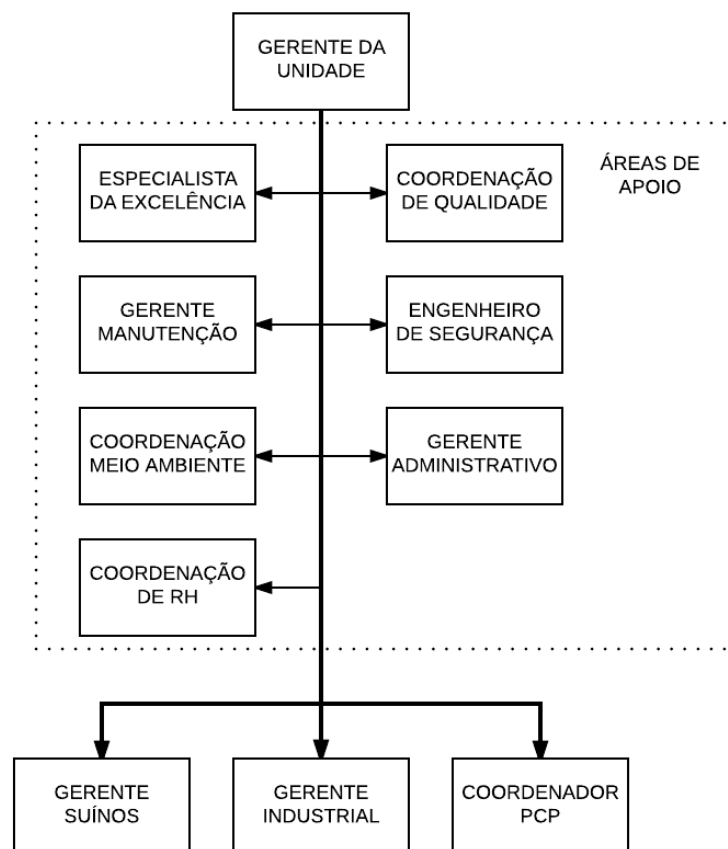 GERENTE DA
UNIDADE
ESPECIALISTA
DA EXCELÊNCIA
COORDENAÇÃO
DE QUALIDADE
ÁREAS DE
APOIO
GERENTE
MANUTENÇÃO
ENGENHEIRO
DE SEGURANÇA
COORDENAÇÃO
MEIO AMBIENTE
GERENTE
ADMINISTRATIVO
COORDENAÇÃO
DE RH
GERENTE
SUÍNOS
GERENTE
INDUSTRIAL
COORDENADOR
PCP